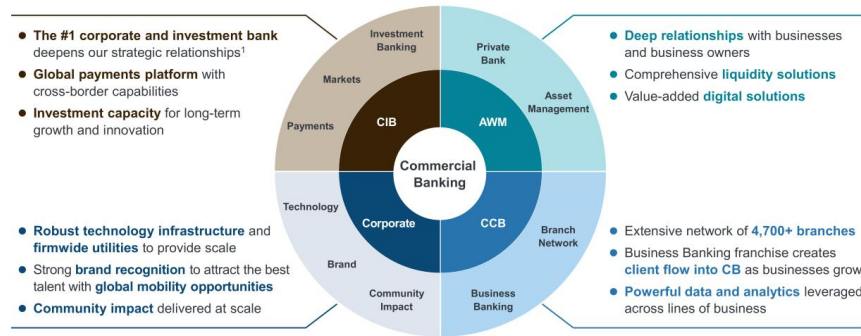 The #1 corporate and investment bank
deepens our strategic relationships¹
Global payments platform with
cross-border capabilities
Investment capacity for long-term
growth and innovation
Investment
Banking
Markets
Payments
CIB
Private
Bank
Asset
Management
AWM
Deep relationships with businesses
and business owners
Comprehensive liquidity solutions
Value-added digital solutions
Commercial
Banking
Robust technology infrastructure and
firmwide utilities to provide scale
Strong brand recognition to attract the best
talent with global mobility opportunities
Community impact delivered at scale
Technology
Brand
Community
Impact
Corporate
CCB
Branch
Network
Business
Banking
Extensive network of 4,700+ branches
Business Banking franchise creates
client flow into CB as businesses grow
Powerful data and analytics leveraged
across lines of business